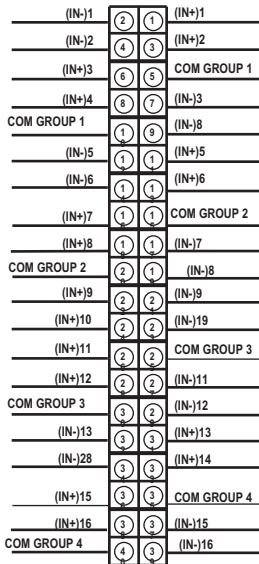 (IN-)1 2 1 (IN+)1
(IN-)2 4 3 (IN+)2
(IN+)3 6 5 COM GROUP 1
(IN+)4 8 7 (IN-)3
COM GROUP 1 1 9 (IN-)8
(IN-)5 1 1 (IN+)5
(IN-)6 1 1 (IN+)6
(IN+)7 1 1 COM GROUP 2
(IN+)8 1 1 (IN-)7
COM GROUP 2 2 1 (IN-)8
(IN+)9 2 2 (IN-)9
(IN+)10 2 2 (IN-)19
(IN+)11 2 2 COM GROUP 3
(IN+)12 2 2 (IN-)11
COM GROUP 3 3 2 (IN-)12
(IN-)13 3 3 (IN+)13
(IN-)28 3 3 (IN+)14
(IN+)15 3 3 COM GROUP 4
(IN+)16 3 3 (IN-)15
COM GROUP 4 4 3 (IN-)16